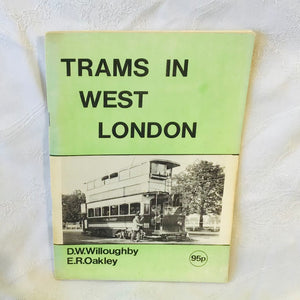 TRAMS IN
WEST
LONDON
D.W.Willoughby
E.R.Oakley
95p